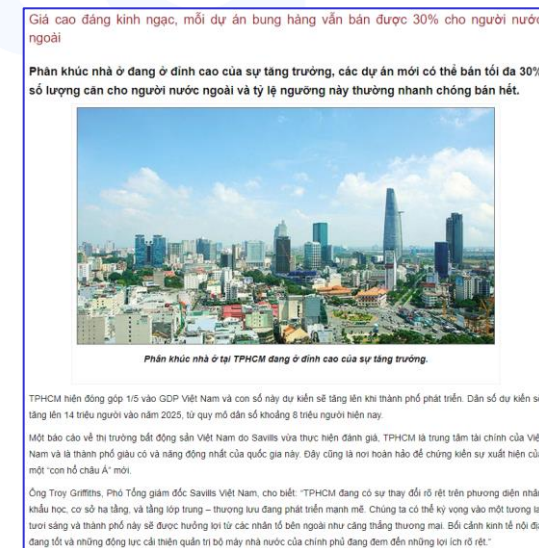 Giá cao đáng kinh ngạc, mỗi dự án bung hàng vẫn bán được 30% cho người nước
ngoài
Phân khúc nhà ở đang ở đỉnh cao của sự tăng trưởng, các dự án mới có thể bán tối đa 30%
số lượng căn cho người nước ngoài và tỷ lệ ngưỡng này thường nhanh chóng bán hết.
Phân khúc nhà ở tại TPHCM đang ở đỉnh cao của sự tăng trưởng.
TPHCM hiện đóng góp 1/5 vào GDP Việt Nam và con số này dự kiến sẽ tăng lên khi thành phố phát triển. Dân số dự kiến sẽ
tăng lên 14 triệu người vào năm 2025, từ quy mô dân số khoảng 8 triệu người hiện nay.
Một báo cáo về thị trường bất động sản Việt Nam do Savills vừa thực hiện đánh giá, TPHCM là trung tâm tài chính của Việt
Nam và là thành phố giàu có và năng động nhất của quốc gia này. Đây cũng là nơi hoàn hảo để chứng kiến sự xuất hiện của
một "con hổ châu Á" mới.
Ông Troy Griffiths, Phó Tổng giám đốc Savills Việt Nam, cho biết: "TPHCM đang có sự thay đổi rõ rệt trên phương diện nhân
khẩu học, cơ sở hạ tầng, và tầng lớp trung – thượng lưu đang phát triển mạnh mẽ. Chúng ta có thể kỳ vọng vào một tương lai
tươi sáng và thành phố này sẽ được hưởng lợi từ các nhân tố bên ngoài như căng thẳng thương mại. Bối cảnh kinh tế nội địa
đang tốt và những động lực cải thiện quản trị bộ máy nhà nước của chính phủ đang đem đến những lợi ích rõ rệt."